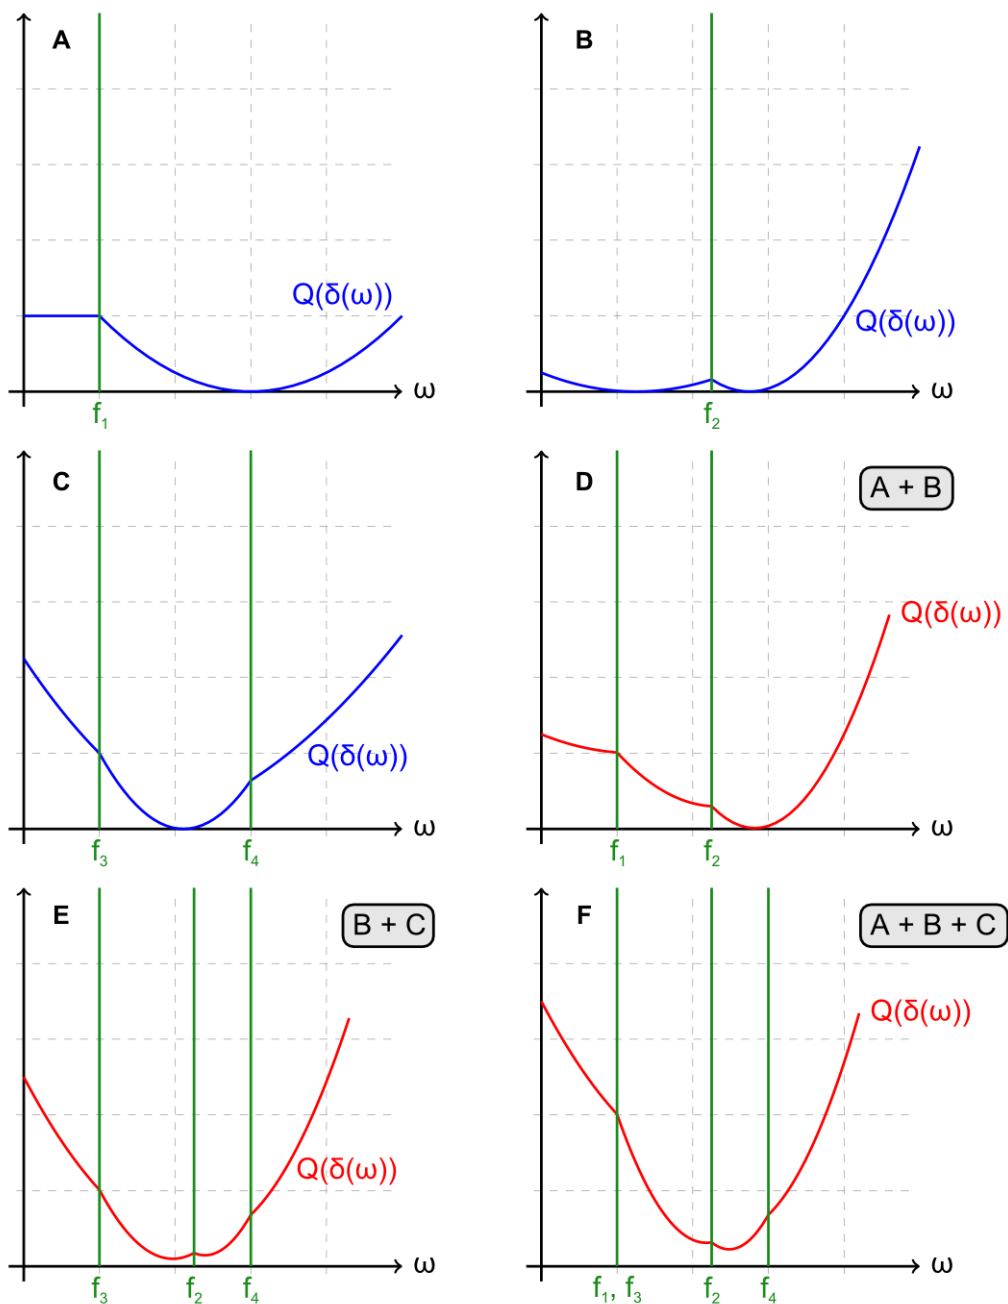 A
Q(δ(ω))
ω
f₁
B
Q(δ(ω))
ω
f₂
C
Q(δ(ω))
ω
f₃
f₄
D
A + B
Q(δ(ω))
ω
f₁
f₂
E
B + C
Q(δ(ω))
ω
f₃
f₂
f₄
F
A + B + C
Q(δ(ω))
ω
f₁, f₃
f₂
f₄